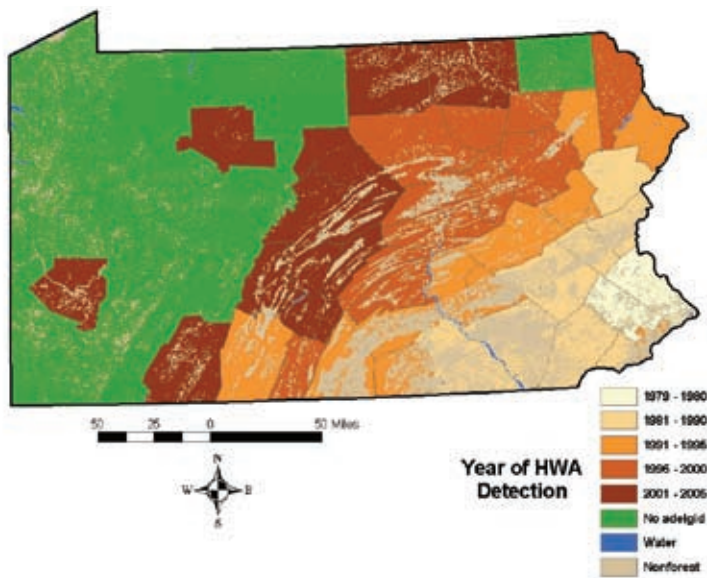 50 25 0 50 Miles
N
W E
S
Year of HWA
Detection
1979 - 1980
1981 - 1990
1991 - 1995
1996 - 2000
2001 - 2005
No adelgid
Water
Nonforest